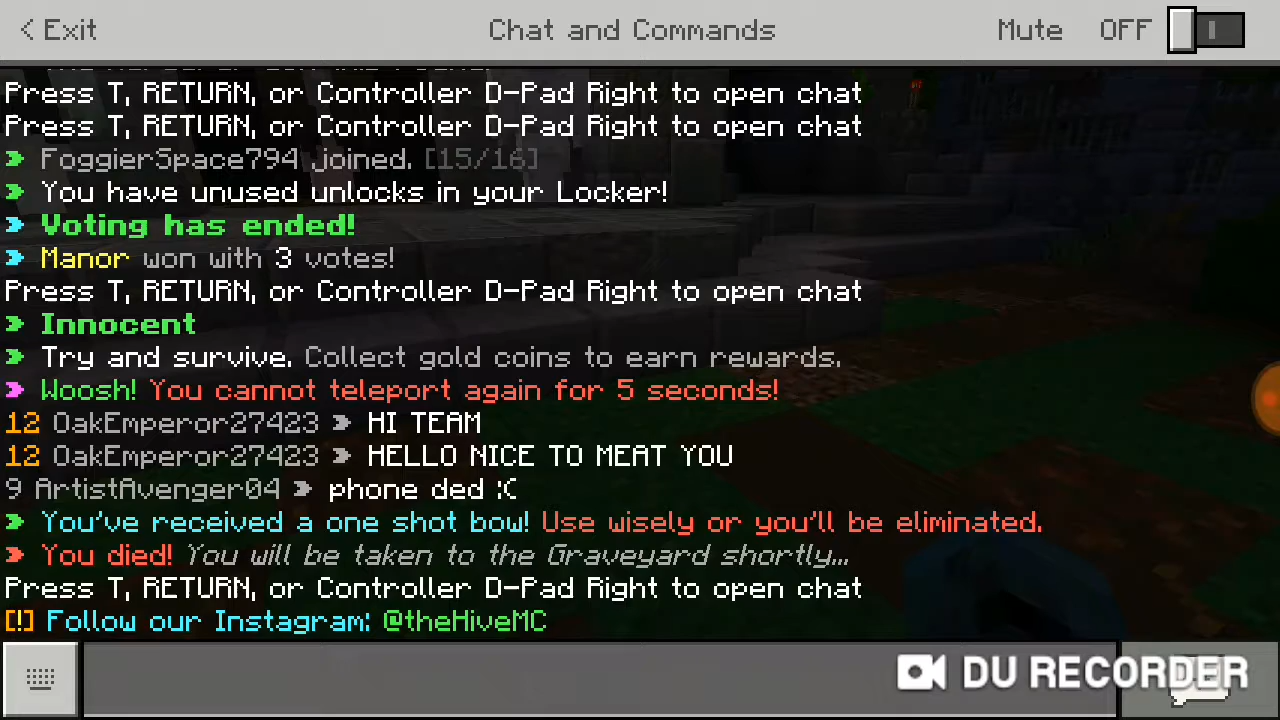 < Exit
Chat and Commands
Mute OFF
Press T, RETURN, or Controller D-Pad Right to open chat
Press T, RETURN, or Controller D-Pad Right to open chat
FoggierSpace794 joined. [15/16]
You have unused unlocks in your Locker!
Voting has ended!
Manor won with 3 votes!
Press T, RETURN, or Controller D-Pad Right to open chat
Innocent
Try and survive. Collect gold coins to earn rewards.
Woosh! You cannot teleport again for 5 seconds!
12 OakEmperor27423 HI TEAM
12 OakEmperor27423 HELLO NICE TO MEAT YOU
9 ArtistAvenger04 phone ded :C
You've received a one shot bow! Use wisely or you'll be eliminated.
You died! You will be taken to the Graveyard shortly...
Press T, RETURN, or Controller D-Pad Right to open chat
[!] Follow our Instagram: @theHiveMC
DU RECORDER